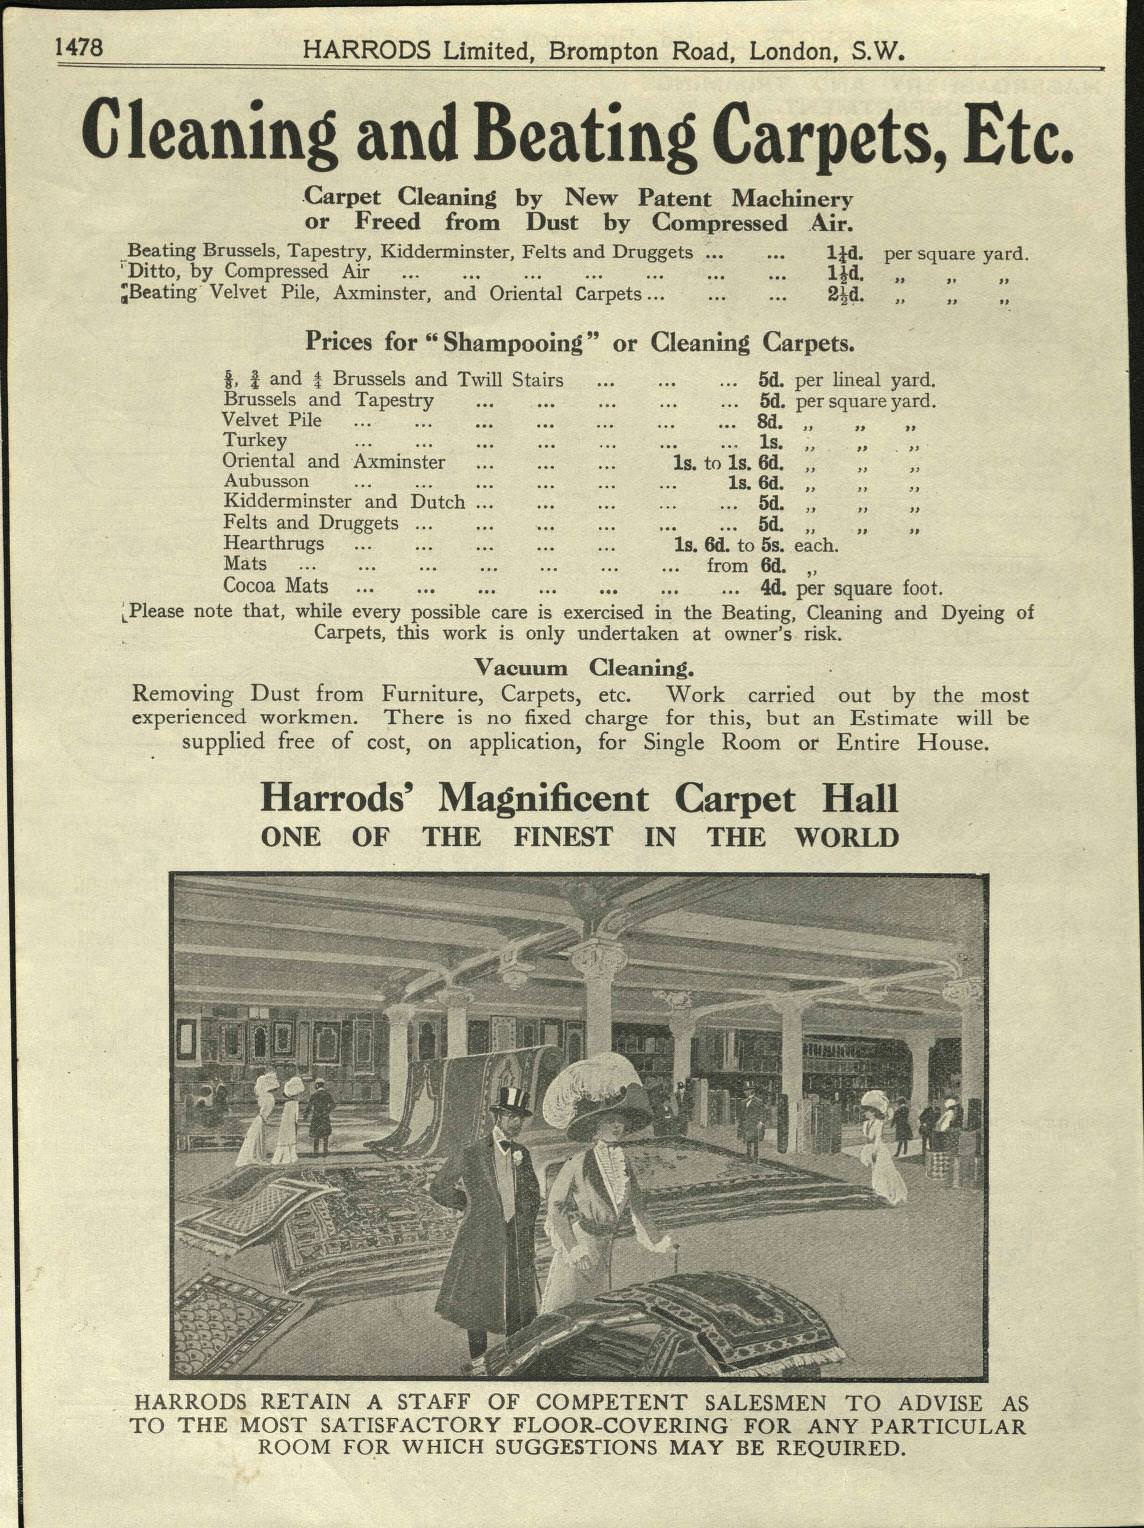 1478 HARRODS Limited, Brompton Road, London, S.W.
Cleaning and Beating Carpets, Etc.
Carpet Cleaning by New Patent Machinery
or Freed from Dust by Compressed Air.
Beating Brussels, Tapestry, Kidderminster, Felts and Druggets ... ... 1¼d. per square yard.
Ditto, by Compressed Air ... ... ... ... ... ... ... 1½d. „ „ „
Beating Velvet Pile, Axminster, and Oriental Carpets ... ... ... 2½d. „ „ „
Prices for "Shampooing" or Cleaning Carpets.
⅝, ¾ and 4/4 Brussels and Twill Stairs ... ... ... 5d. per lineal yard.
Brussels and Tapestry ... ... ... ... ... 5d. per square yard.
Velvet Pile ... ... ... ... ... ... ... 8d. „ „ „
Turkey ... ... ... ... ... ... ... 1s. „ „ „
Oriental and Axminster ... ... ... 1s. to 1s. 6d. „ „ „
Aubusson ... ... ... ... ... ... 1s. 6d. „ „ „
Kidderminster and Dutch ... ... ... ... ... 5d. „ „ „
Felts and Druggets ... ... ... ... ... ... 5d. „ „ „
Hearthrugs ... ... ... ... ... 1s. 6d. to 5s. each.
Mats ... ... ... ... ... ... ... from 6d. „
Cocoa Mats ... ... ... ... ... ... ... 4d. per square foot.
Please note that, while every possible care is exercised in the Beating, Cleaning and Dyeing of
Carpets, this work is only undertaken at owner's risk.
Vacuum Cleaning.
Removing Dust from Furniture, Carpets, etc. Work carried out by the most
experienced workmen. There is no fixed charge for this, but an Estimate will be
supplied free of cost, on application, for Single Room or Entire House.
Harrods' Magnificent Carpet Hall
ONE OF THE FINEST IN THE WORLD
HARRODS RETAIN A STAFF OF COMPETENT SALESMEN TO ADVISE AS
TO THE MOST SATISFACTORY FLOOR-COVERING FOR ANY PARTICULAR
ROOM FOR WHICH SUGGESTIONS MAY BE REQUIRED.